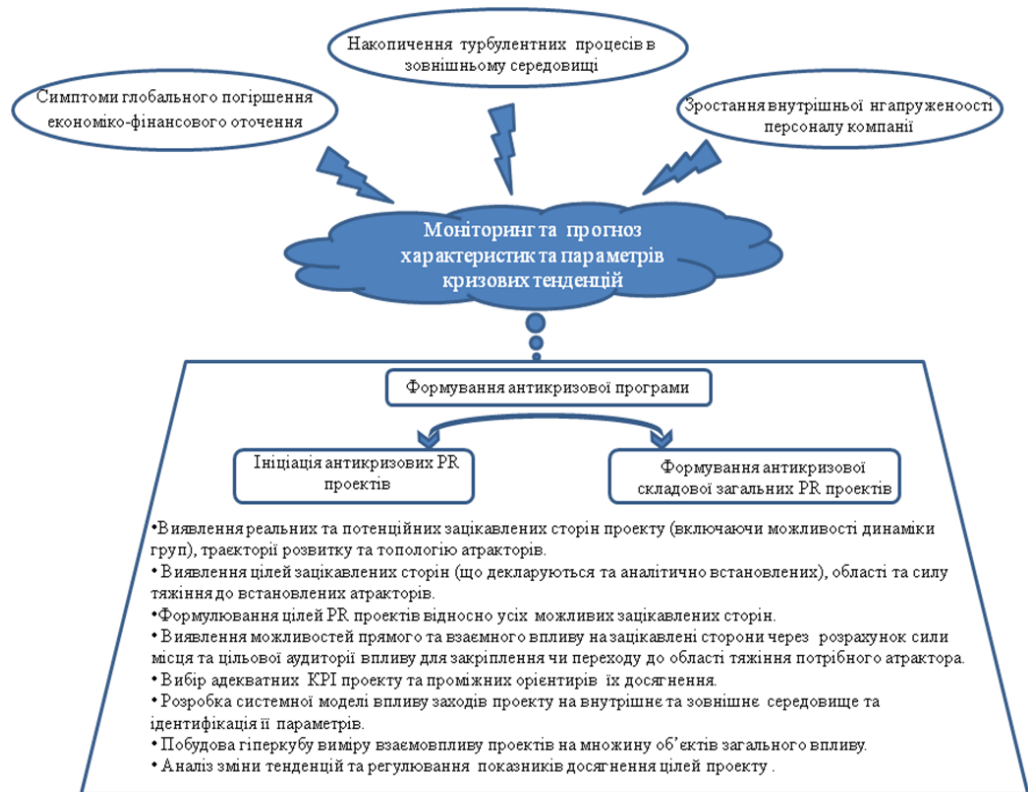 Накопичення турбулентних процесів в
зовнішньому середовищі
Симптоми глобального погіршення
економіко-фінансового оточення
Зростання внутрішньої нгапруженоості
персоналу компанії
Моніторинг та прогноз
характеристик та параметрів
кризових тенденцій
Формування антикризової програми
Ініціація антикризових PR
проектів
Формування антикризової
складової загальних PR проектів
•Виявлення реальних та потенційних зацікавлених сторін проекту (включаючи можливості динаміки
груп), траєкторії розвитку та топологію атракторів.
• Виявлення цілей зацікавлених сторін (що декларуються та аналітично встановлених), області та силу
тяжіння до встановлених атракторів.
•Формулювання цілей PR проектів відносно усіх можливих зацікавлених сторін.
• Виявлення можливостей прямого та взаємного впливу на зацікавлені сторони через розрахунок сили
місця та цільової аудиторії впливу для закріплення чи переходу до області тяжіння потрібного атрактора.
• Вибір адекватних KPI проекту та проміжних орієнтирів їх досягнення.
• Розробка системної моделі впливу заходів проекту на внутрішнє та зовнішнє середовище та
ідентифікація її параметрів.
• Побудова гіперкубу виміру взаємовпливу проектів на множину об’єктів загального впливу.
• Аналіз зміни тенденцій та регулювання показників досягнення цілей проекту .